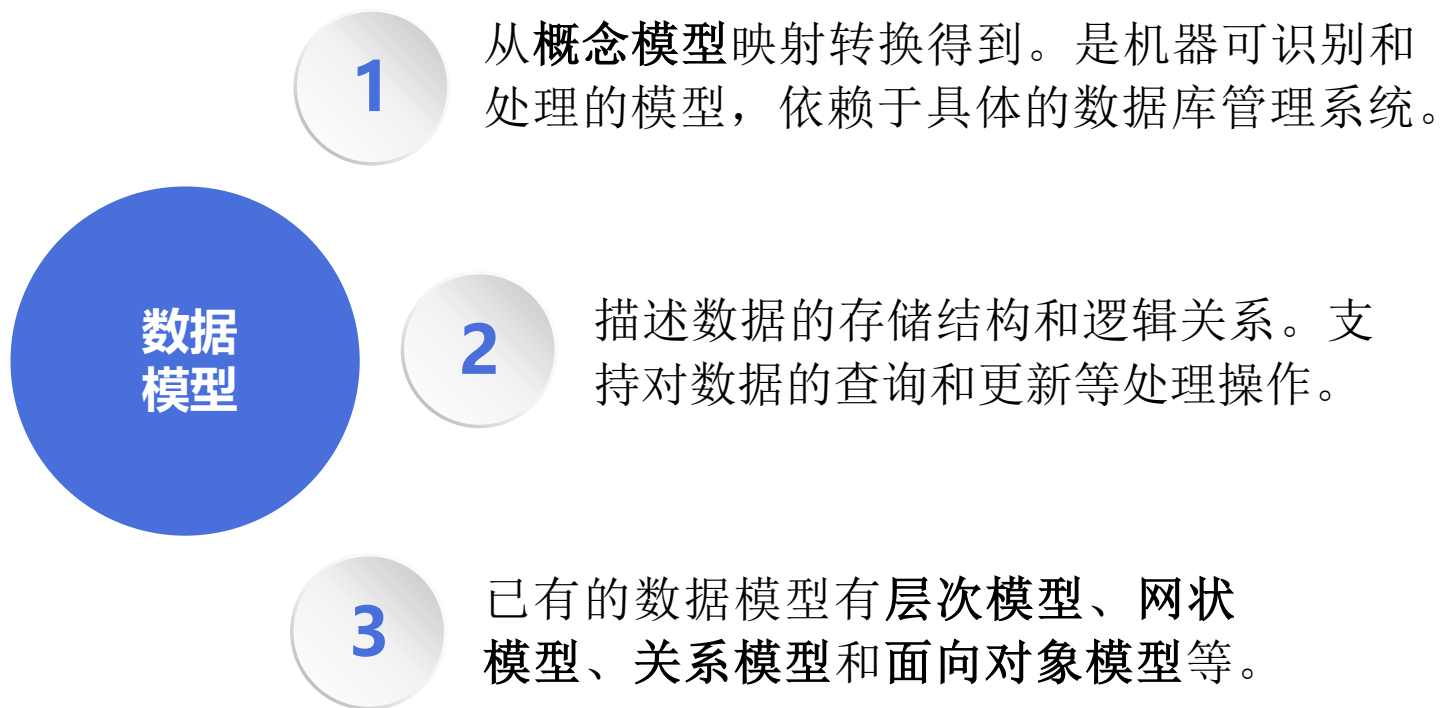 1
从概念模型映射转换得到。是机器可识别和
处理的模型，依赖于具体的数据库管理系统。
数据
模型
2
描述数据的存储结构和逻辑关系。支
持对数据的查询和更新等处理操作。
3
已有的数据模型有层次模型、网状
模型、关系模型和面向对象模型等。